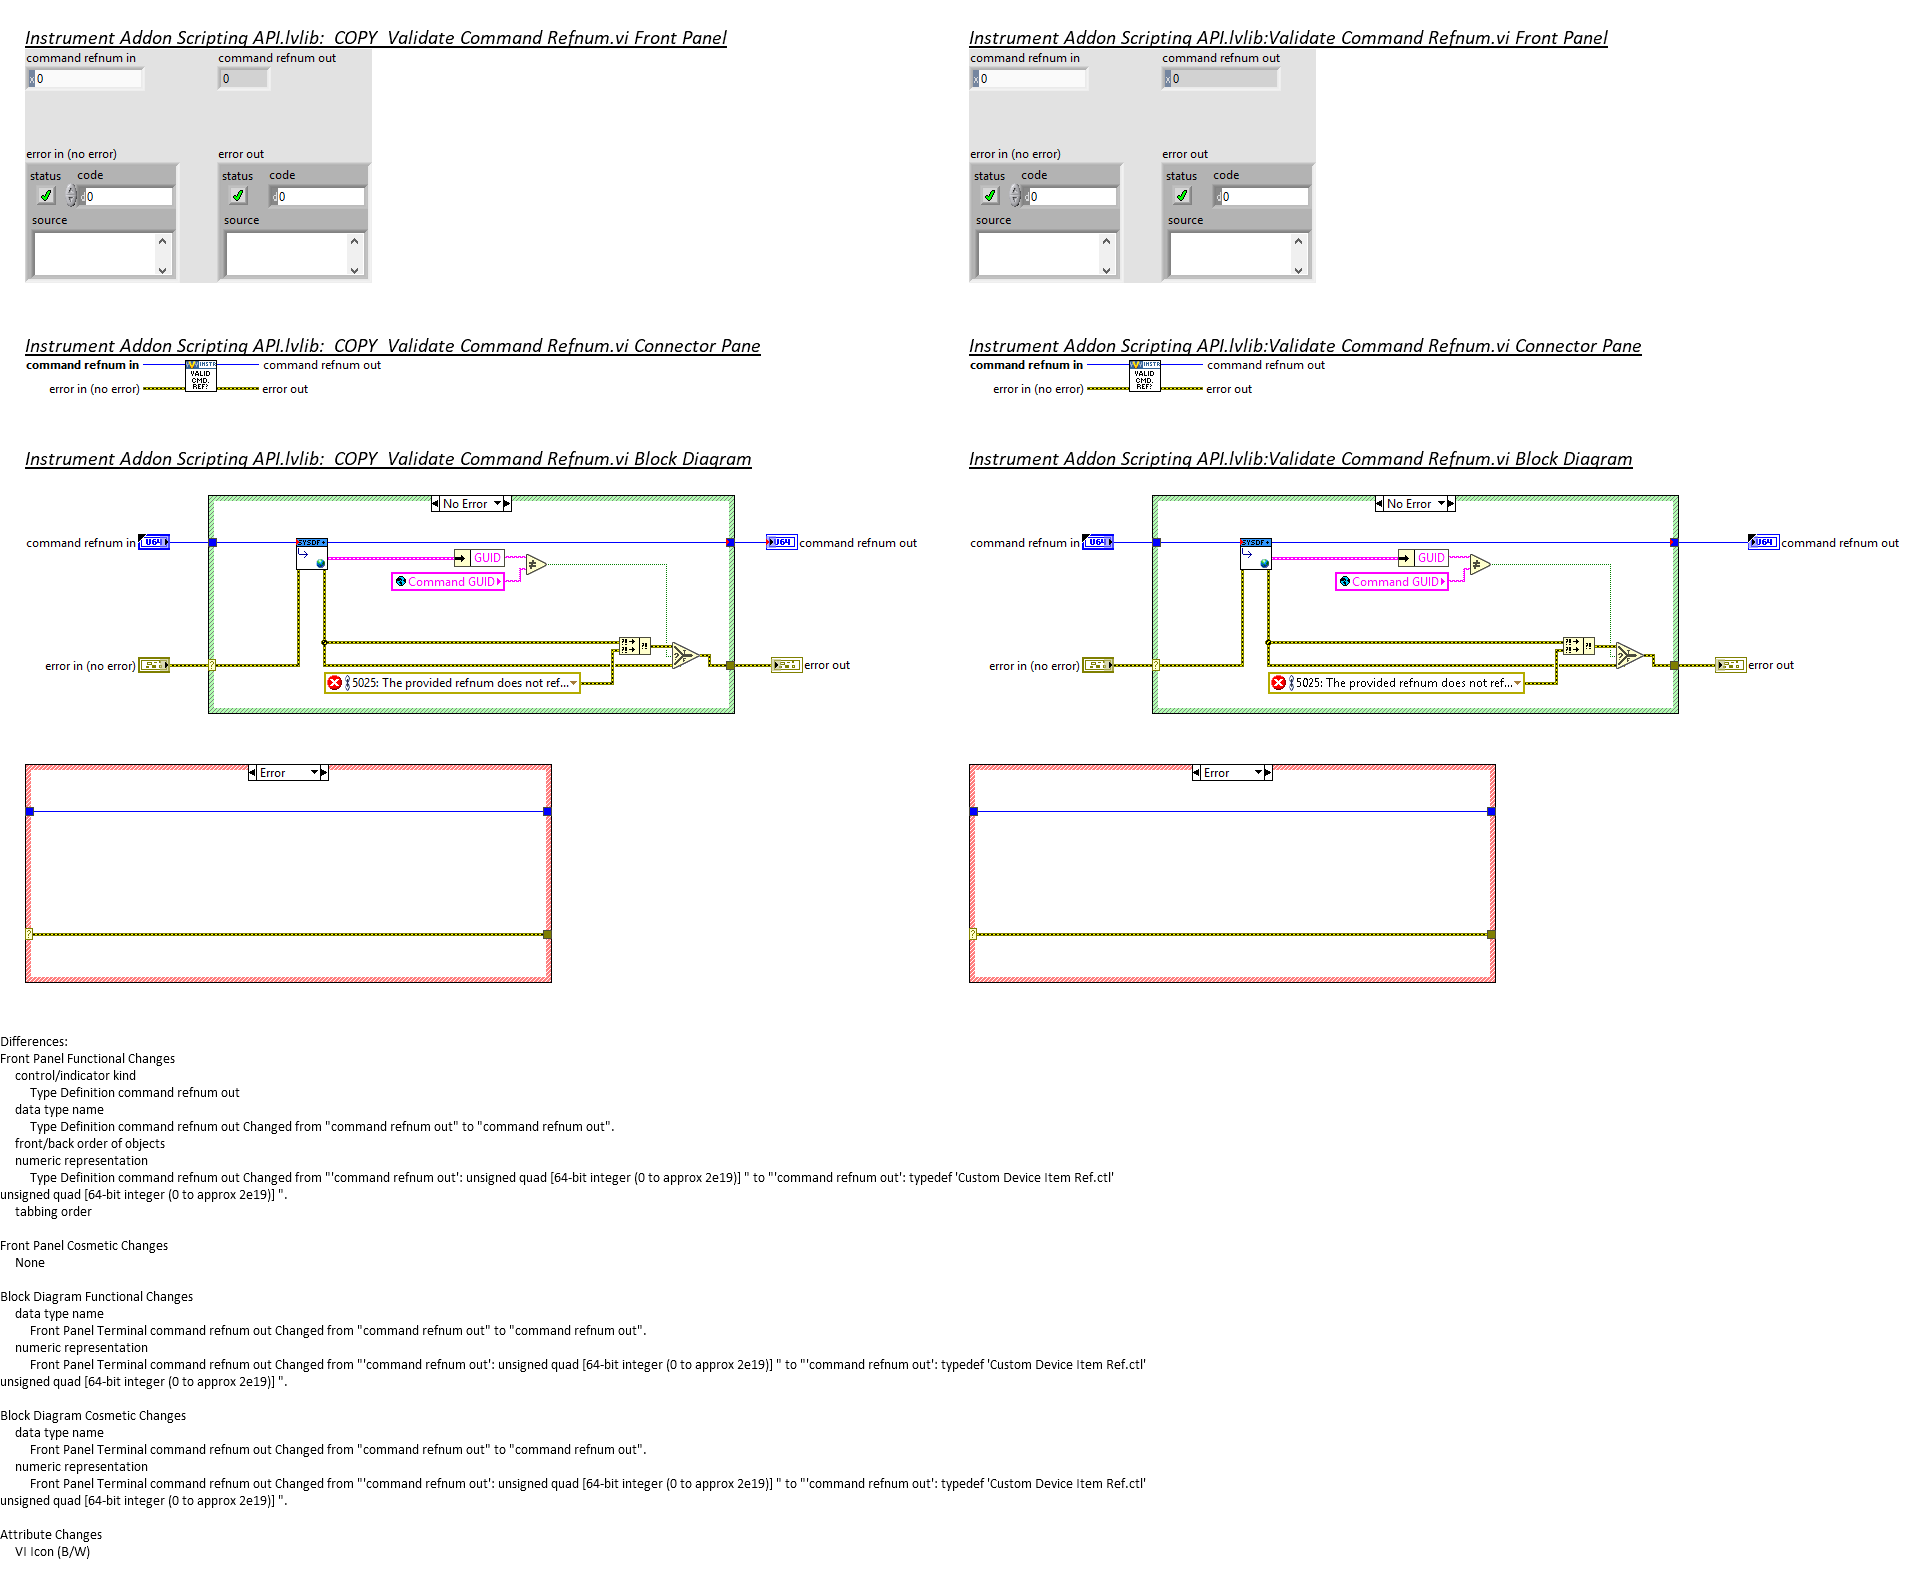 Instrument Addon Scripting API.lvlib:_COPY_Validate Command Refnum.vi Front Panel
command refnum in
command refnum out
x 0
0
error in (no error)
error out
status code
status code
d 0
d 0
source
source
Instrument Addon Scripting API.lvlib:Validate Command Refnum.vi Front Panel
command refnum in
command refnum out
x 0
x 0
error in (no error)
error out
status code
status code
d 0
d 0
source
source
Instrument Addon Scripting API.lvlib:_COPY_Validate Command Refnum.vi Connector Pane
command refnum in
command refnum out
error in (no error)
error out
INSTR
VALID
CMD.
REF?
Instrument Addon Scripting API.lvlib:Validate Command Refnum.vi Connector Pane
command refnum in
command refnum out
error in (no error)
error out
INSTR
VALID
CMD.
REF?
Instrument Addon Scripting API.lvlib:_COPY_Validate Command Refnum.vi Block Diagram
No Error
command refnum in
U64
SYSDF
GUID
Command GUID
U64
command refnum out
error in (no error)
?
5025: The provided refnum does not ref...
error out
Error
?
Instrument Addon Scripting API.lvlib:Validate Command Refnum.vi Block Diagram
No Error
command refnum in
U64
SYSDF
GUID
Command GUID
U64
command refnum out
error in (no error)
?
5025: The provided refnum does not ref...
error out
Error
?
Differences:
Front Panel Functional Changes
control/indicator kind
Type Definition command refnum out
data type name
Type Definition command refnum out Changed from "command refnum out" to "command refnum out".
front/back order of objects
numeric representation
Type Definition command refnum out Changed from "'command refnum out': unsigned quad [64-bit integer (0 to approx 2e19)] " to "'command refnum out': typedef 'Custom Device Item Ref.ctl'
unsigned quad [64-bit integer (0 to approx 2e19)] ".
tabbing order
Front Panel Cosmetic Changes
None
Block Diagram Functional Changes
data type name
Front Panel Terminal command refnum out Changed from "command refnum out" to "command refnum out".
numeric representation
Front Panel Terminal command refnum out Changed from "'command refnum out': unsigned quad [64-bit integer (0 to approx 2e19)] " to "'command refnum out': typedef 'Custom Device Item Ref.ctl'
unsigned quad [64-bit integer (0 to approx 2e19)] ".
Block Diagram Cosmetic Changes
data type name
Front Panel Terminal command refnum out Changed from "command refnum out" to "command refnum out".
numeric representation
Front Panel Terminal command refnum out Changed from "'command refnum out': unsigned quad [64-bit integer (0 to approx 2e19)] " to "'command refnum out': typedef 'Custom Device Item Ref.ctl'
unsigned quad [64-bit integer (0 to approx 2e19)] ".
Attribute Changes
VI Icon (B/W)